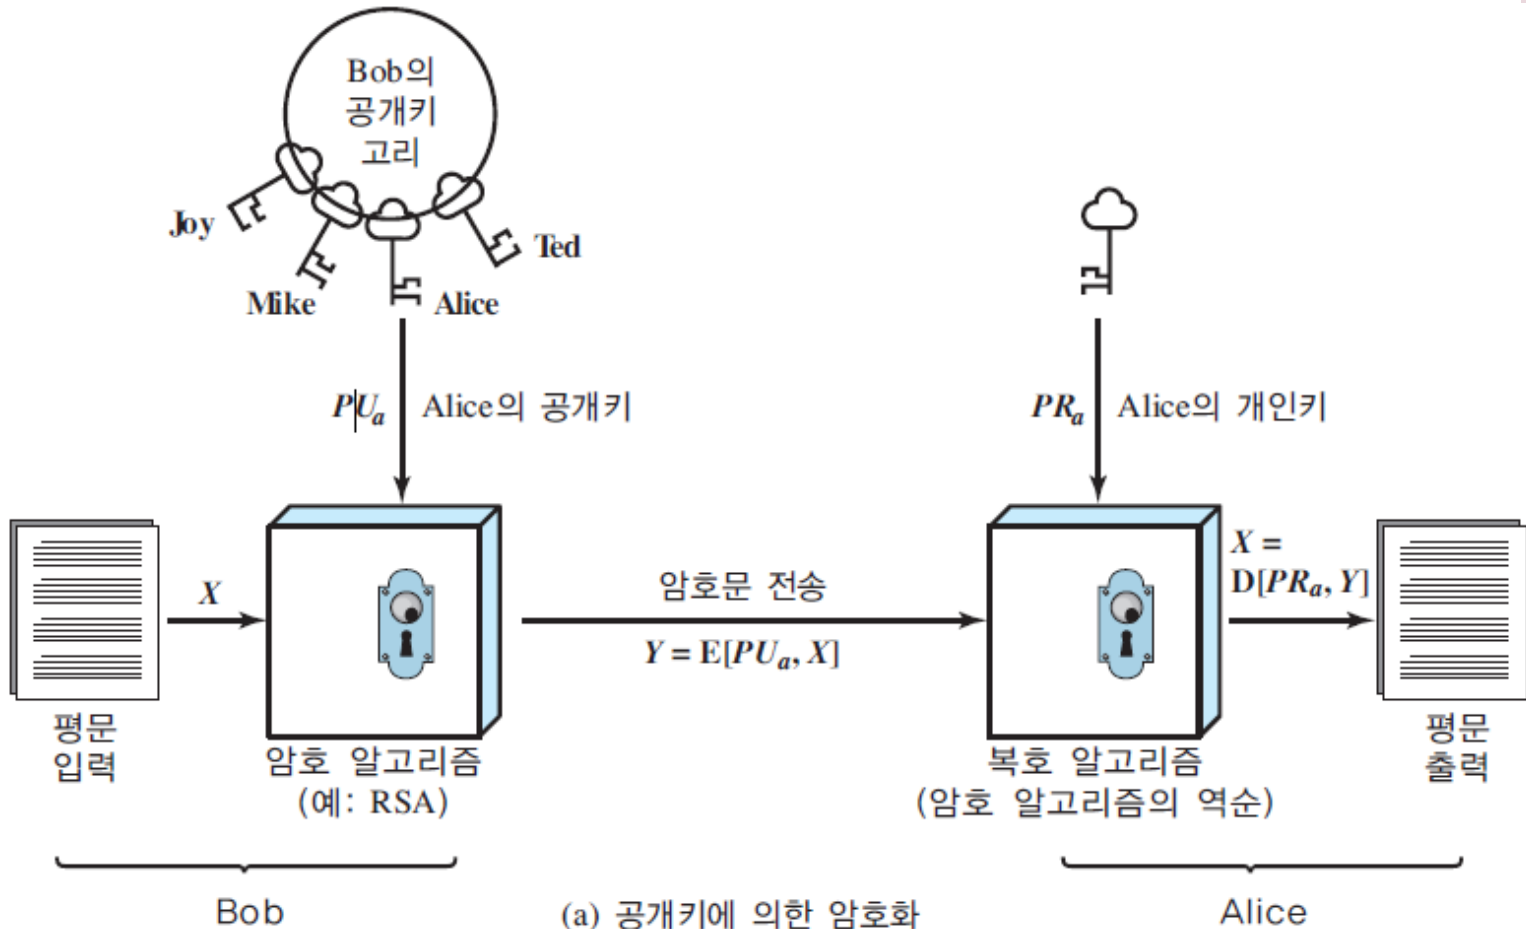 Bob의
공개키
고리
Joy
Mike
Alice
Ted
PUa
Alice의 공개키
PRa
Alice의 개인키
X
암호문 전송
Y = E[PUa, X]
X =
D[PRa, Y]
평문
입력
암호 알고리즘
(예: RSA)
복호 알고리즘
(암호 알고리즘의 역순)
평문
출력
Bob
(a) 공개키에 의한 암호화
Alice